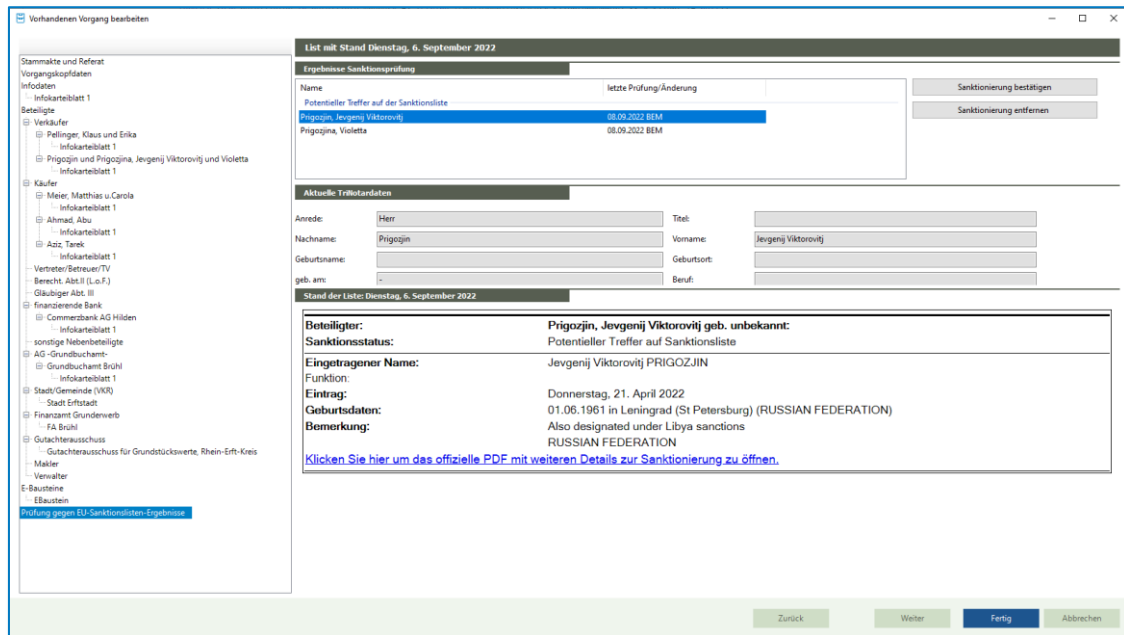 Vorhandenen Vorgang bearbeiten
Stammakte und Referat
Vorgangskopfdaten
Infodaten
Infokarteiblatt 1
Beteiligte
Verkäufer
Pellinger, Klaus und Erika
Infokarteiblatt 1
Prigozjin und Prigozjina, Jevgenij Viktorovitj und Violetta
Infokarteiblatt 1
Käufer
Meier, Matthias u.Carola
Infokarteiblatt 1
Ahmad, Abu
Infokarteiblatt 1
Aziz, Tarek
Infokarteiblatt 1
Vertreter/Betreuer/TV
Berecht. Abt.II (L.o.F.)
Gläubiger Abt. III
finanzierende Bank
Commerzbank AG Hilden
Infokarteiblatt 1
sonstige Nebenbeteiligte
AG -Grundbuchamt-
Grundbuchamt Brühl
Infokarteiblatt 1
Stadt/Gemeinde (VKR)
Stadt Erftstadt
Finanzamt Grunderwerb
FA Brühl
Gutachterausschuss
Gutachterausschuss für Grundstückswerte, Rhein-Erft-Kreis
Makler
Verwalter
E-Bausteine
EBaustein
Prüfung gegen EU-Sanktionslisten-Ergebnisse
List mit Stand Dienstag, 6. September 2022
Ergebnisse Sanktionsprüfung
Name letzte Prüfung/Änderung
Potentieller Treffer auf der Sanktionsliste
Prigozjin, Jevgenij Viktorovitj 08.09.2022 BEM
Prigozjina, Violetta 08.09.2022 BEM
Sanktionierung bestätigen
Sanktionierung entfernen
Aktuelle TriNotardaten
Anrede: Herr Titel:
Nachname: Prigozjin Vorname: Jevgenij Viktorovitj
Geburtsname: Geburtsort:
geb. am: - Beruf:
Stand der Liste: Dienstag, 6. September 2022
Beteiligter: Prigozjin, Jevgenij Viktorovitj geb. unbekannt:
Sanktionsstatus: Potentieller Treffer auf Sanktionsliste
Eingetragener Name: Jevgenij Viktorovitj PRIGOZJIN
Funktion:
Eintrag: Donnerstag, 21. April 2022
Geburtsdaten: 01.06.1961 in Leningrad (St Petersburg) (RUSSIAN FEDERATION)
Bemerkung: Also designated under Libya sanctions
RUSSIAN FEDERATION
Klicken Sie hier um das offizielle PDF mit weiteren Details zur Sanktionierung zu öffnen.
Zurück Weiter Fertig Abbrechen